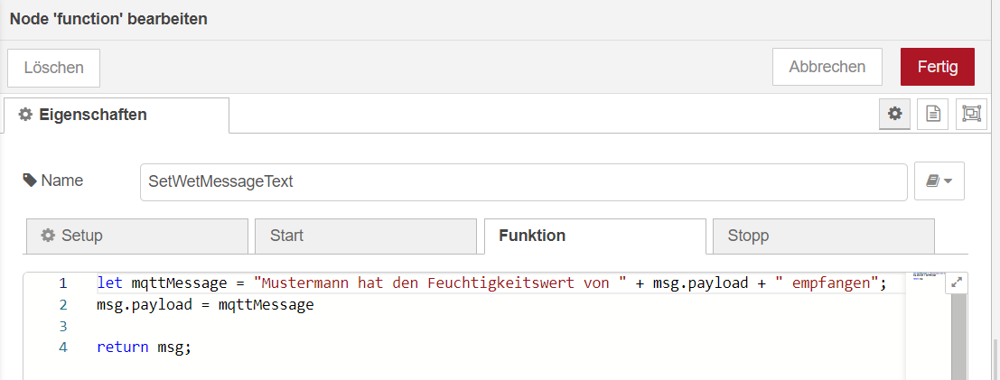 Node 'function' bearbeiten
Löschen
Abbrechen
Fertig
Eigenschaften
Name
SetWetMessageText
Setup
Start
Funktion
Stopp
1 let mqttMessage = "Mustermann hat den Feuchtigkeitswert von " + msg.payload + " empfangen";
2 msg.payload = mqttMessage
3
4 return msg;